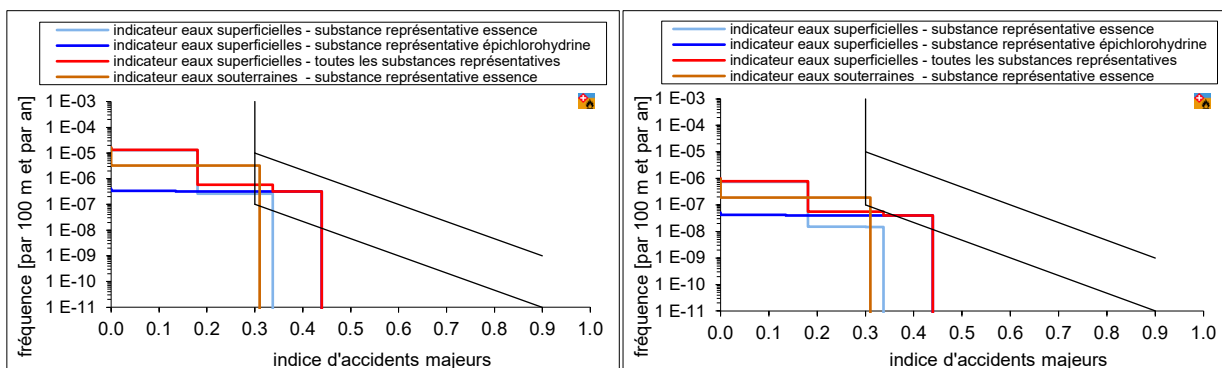 indicateur eaux superficielles - substance représentative essence
indicateur eaux superficielles - substance représentative épichlorohydrine
indicateur eaux superficielles - toutes les substances représentatives
indicateur eaux souterraines - substance représentative essence
fréquence [par 100 m et par an]
1 E-03
1 E-04
1 E-05
1 E-06
1 E-07
1 E-08
1 E-09
1 E-10
1 E-11
0.0 0.1 0.2 0.3 0.4 0.5 0.6 0.7 0.8 0.9 1.0
indice d'accidents majeurs
indicateur eaux superficielles - substance représentative essence
indicateur eaux superficielles - substance représentative épichlorohydrine
indicateur eaux superficielles - toutes les substances représentatives
indicateur eaux souterraines - substance représentative essence
fréquence [par 100 m et par an]
1 E-03
1 E-04
1 E-05
1 E-06
1 E-07
1 E-08
1 E-09
1 E-10
1 E-11
0.0 0.1 0.2 0.3 0.4 0.5 0.6 0.7 0.8 0.9 1.0
indice d'accidents majeurs